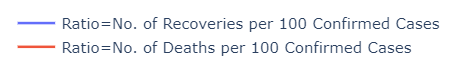 Ratio=No. of Recoveries per 100 Confirmed Cases
Ratio=No. of Deaths per 100 Confirmed Cases